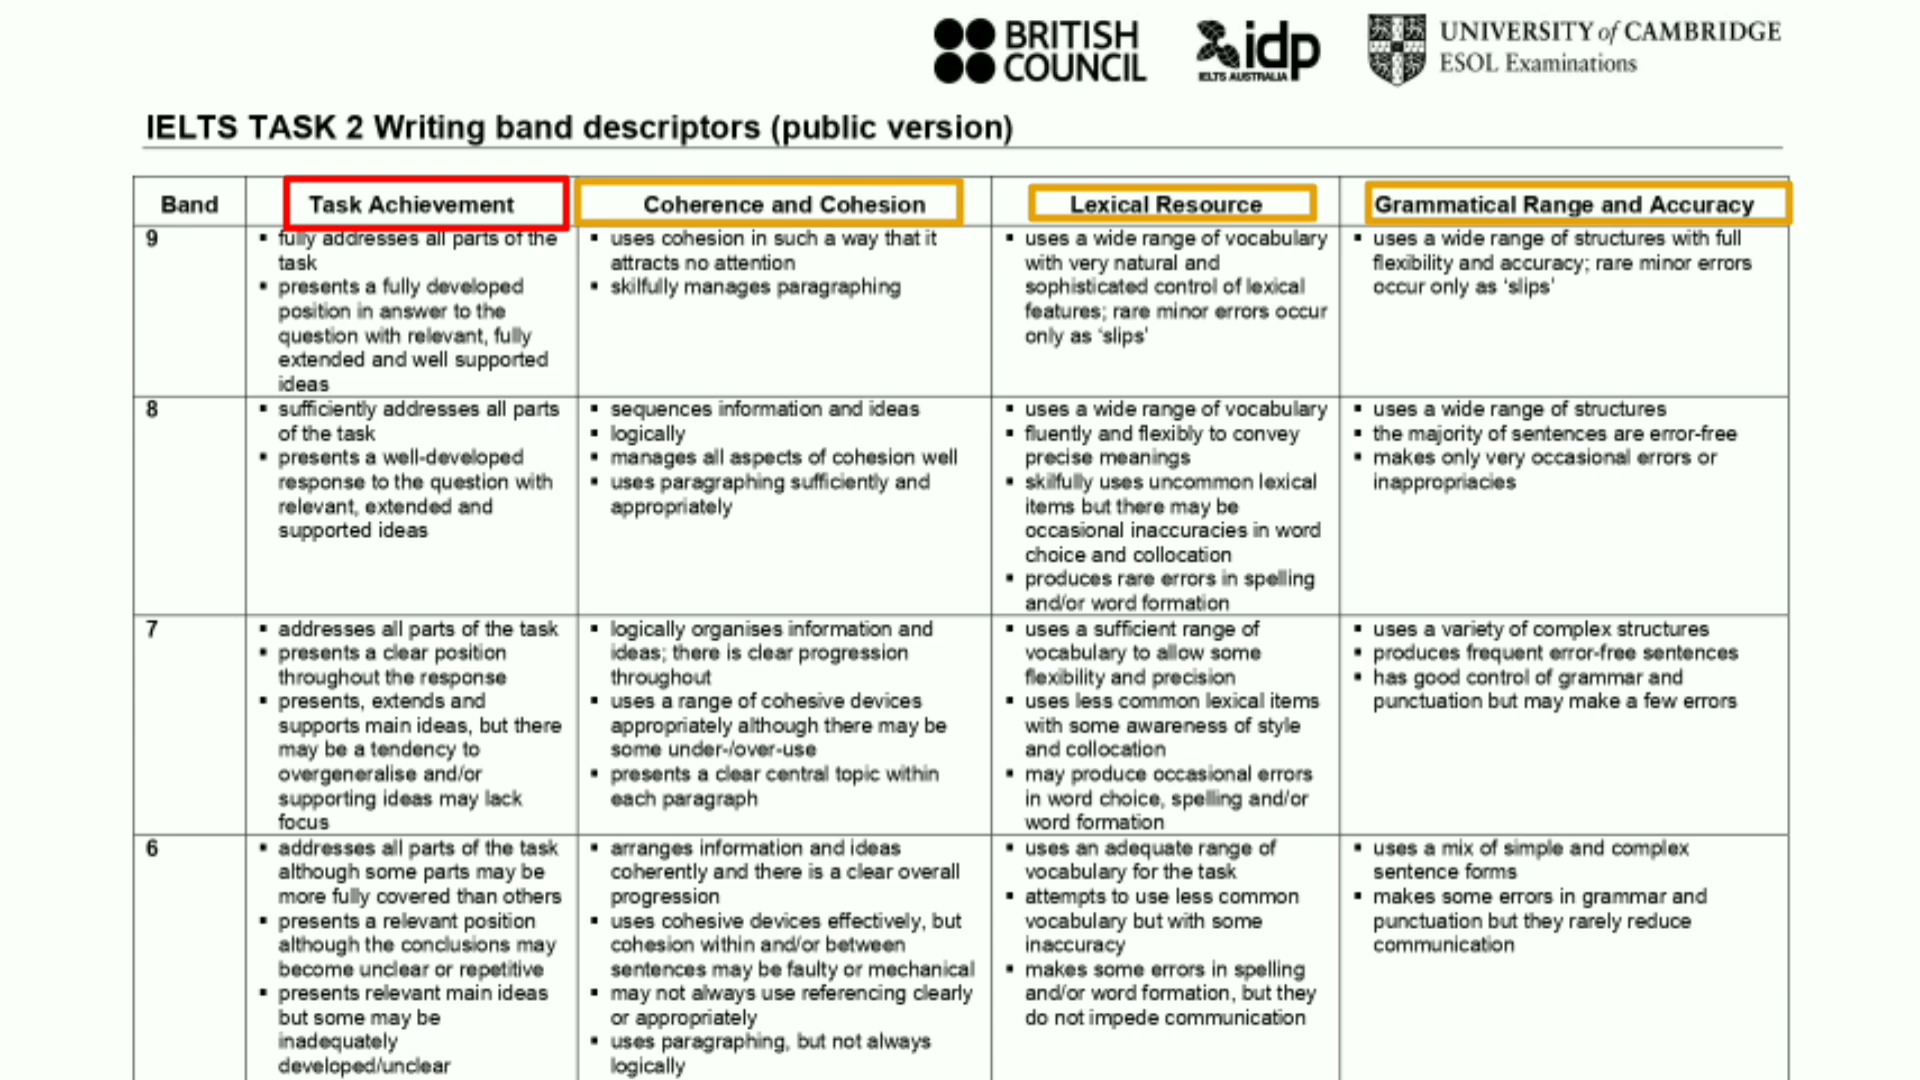 BRITISH
COUNCIL
idp
IELTS AUSTRALIA
UNIVERSITY of CAMBRIDGE
ESOL Examinations
IELTS TASK 2 Writing band descriptors (public version)
Band
Task Achievement
Coherence and Cohesion
Lexical Resource
Grammatical Range and Accuracy
9
▪ fully addresses all parts of the
task
▪ presents a fully developed
position in answer to the
question with relevant, fully
extended and well supported
ideas
▪ uses cohesion in such a way that it
attracts no attention
▪ skilfully manages paragraphing
▪ uses a wide range of vocabulary
with very natural and
sophisticated control of lexical
features; rare minor errors occur
only as ‘slips’
▪ uses a wide range of structures with full
flexibility and accuracy; rare minor errors
occur only as ‘slips’
8
▪ sufficiently addresses all parts
of the task
▪ presents a well-developed
response to the question with
relevant, extended and
supported ideas
▪ sequences information and ideas
▪ logically
▪ manages all aspects of cohesion well
▪ uses paragraphing sufficiently and
appropriately
▪ uses a wide range of vocabulary
▪ fluently and flexibly to convey
precise meanings
▪ skilfully uses uncommon lexical
items but there may be
occasional inaccuracies in word
choice and collocation
▪ produces rare errors in spelling
and/or word formation
▪ uses a wide range of structures
▪ the majority of sentences are error-free
▪ makes only very occasional errors or
inappropriacies
7
▪ addresses all parts of the task
▪ presents a clear position
throughout the response
▪ presents, extends and
supports main ideas, but there
may be a tendency to
overgeneralise and/or
supporting ideas may lack
focus
▪ logically organises information and
ideas; there is clear progression
throughout
▪ uses a range of cohesive devices
appropriately although there may be
some under-/over-use
▪ presents a clear central topic within
each paragraph
▪ uses a sufficient range of
vocabulary to allow some
flexibility and precision
▪ uses less common lexical items
with some awareness of style
and collocation
▪ may produce occasional errors
in word choice, spelling and/or
word formation
▪ uses a variety of complex structures
▪ produces frequent error-free sentences
▪ has good control of grammar and
punctuation but may make a few errors
6
▪ addresses all parts of the task
although some parts may be
more fully covered than others
▪ presents a relevant position
although the conclusions may
become unclear or repetitive
▪ presents relevant main ideas
but some may be
inadequately
developed/unclear
▪ arranges information and ideas
coherently and there is a clear overall
progression
▪ uses cohesive devices effectively, but
cohesion within and/or between
sentences may be faulty or mechanical
▪ may not always use referencing clearly
or appropriately
▪ uses paragraphing, but not always
logically
▪ uses an adequate range of
vocabulary for the task
▪ attempts to use less common
vocabulary but with some
inaccuracy
▪ makes some errors in spelling
and/or word formation, but they
do not impede communication
▪ uses a mix of simple and complex
sentence forms
▪ makes some errors in grammar and
punctuation but they rarely reduce
communication